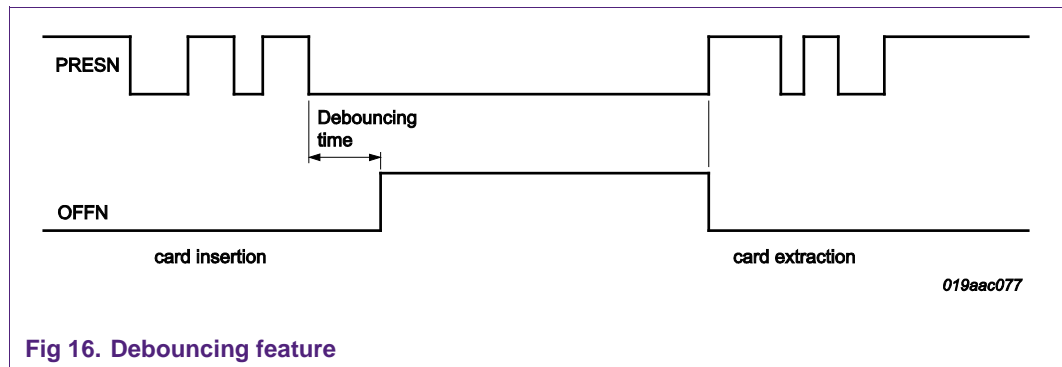 PRESN
Debouncing
time
OFFN
card insertion
card extraction
019aac077
Fig 16. Debouncing feature